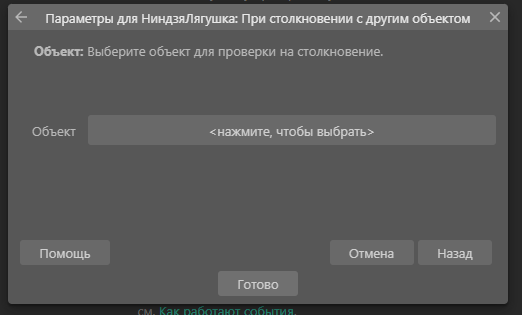 Параметры для НиндзяЛягушка: При столкновении с другим объектом
Объект: Выберите объект для проверки на столкновение.
Объект <нажмите, чтобы выбрать>
Помощь Отмена Назад
Готово
см. Как работают события.